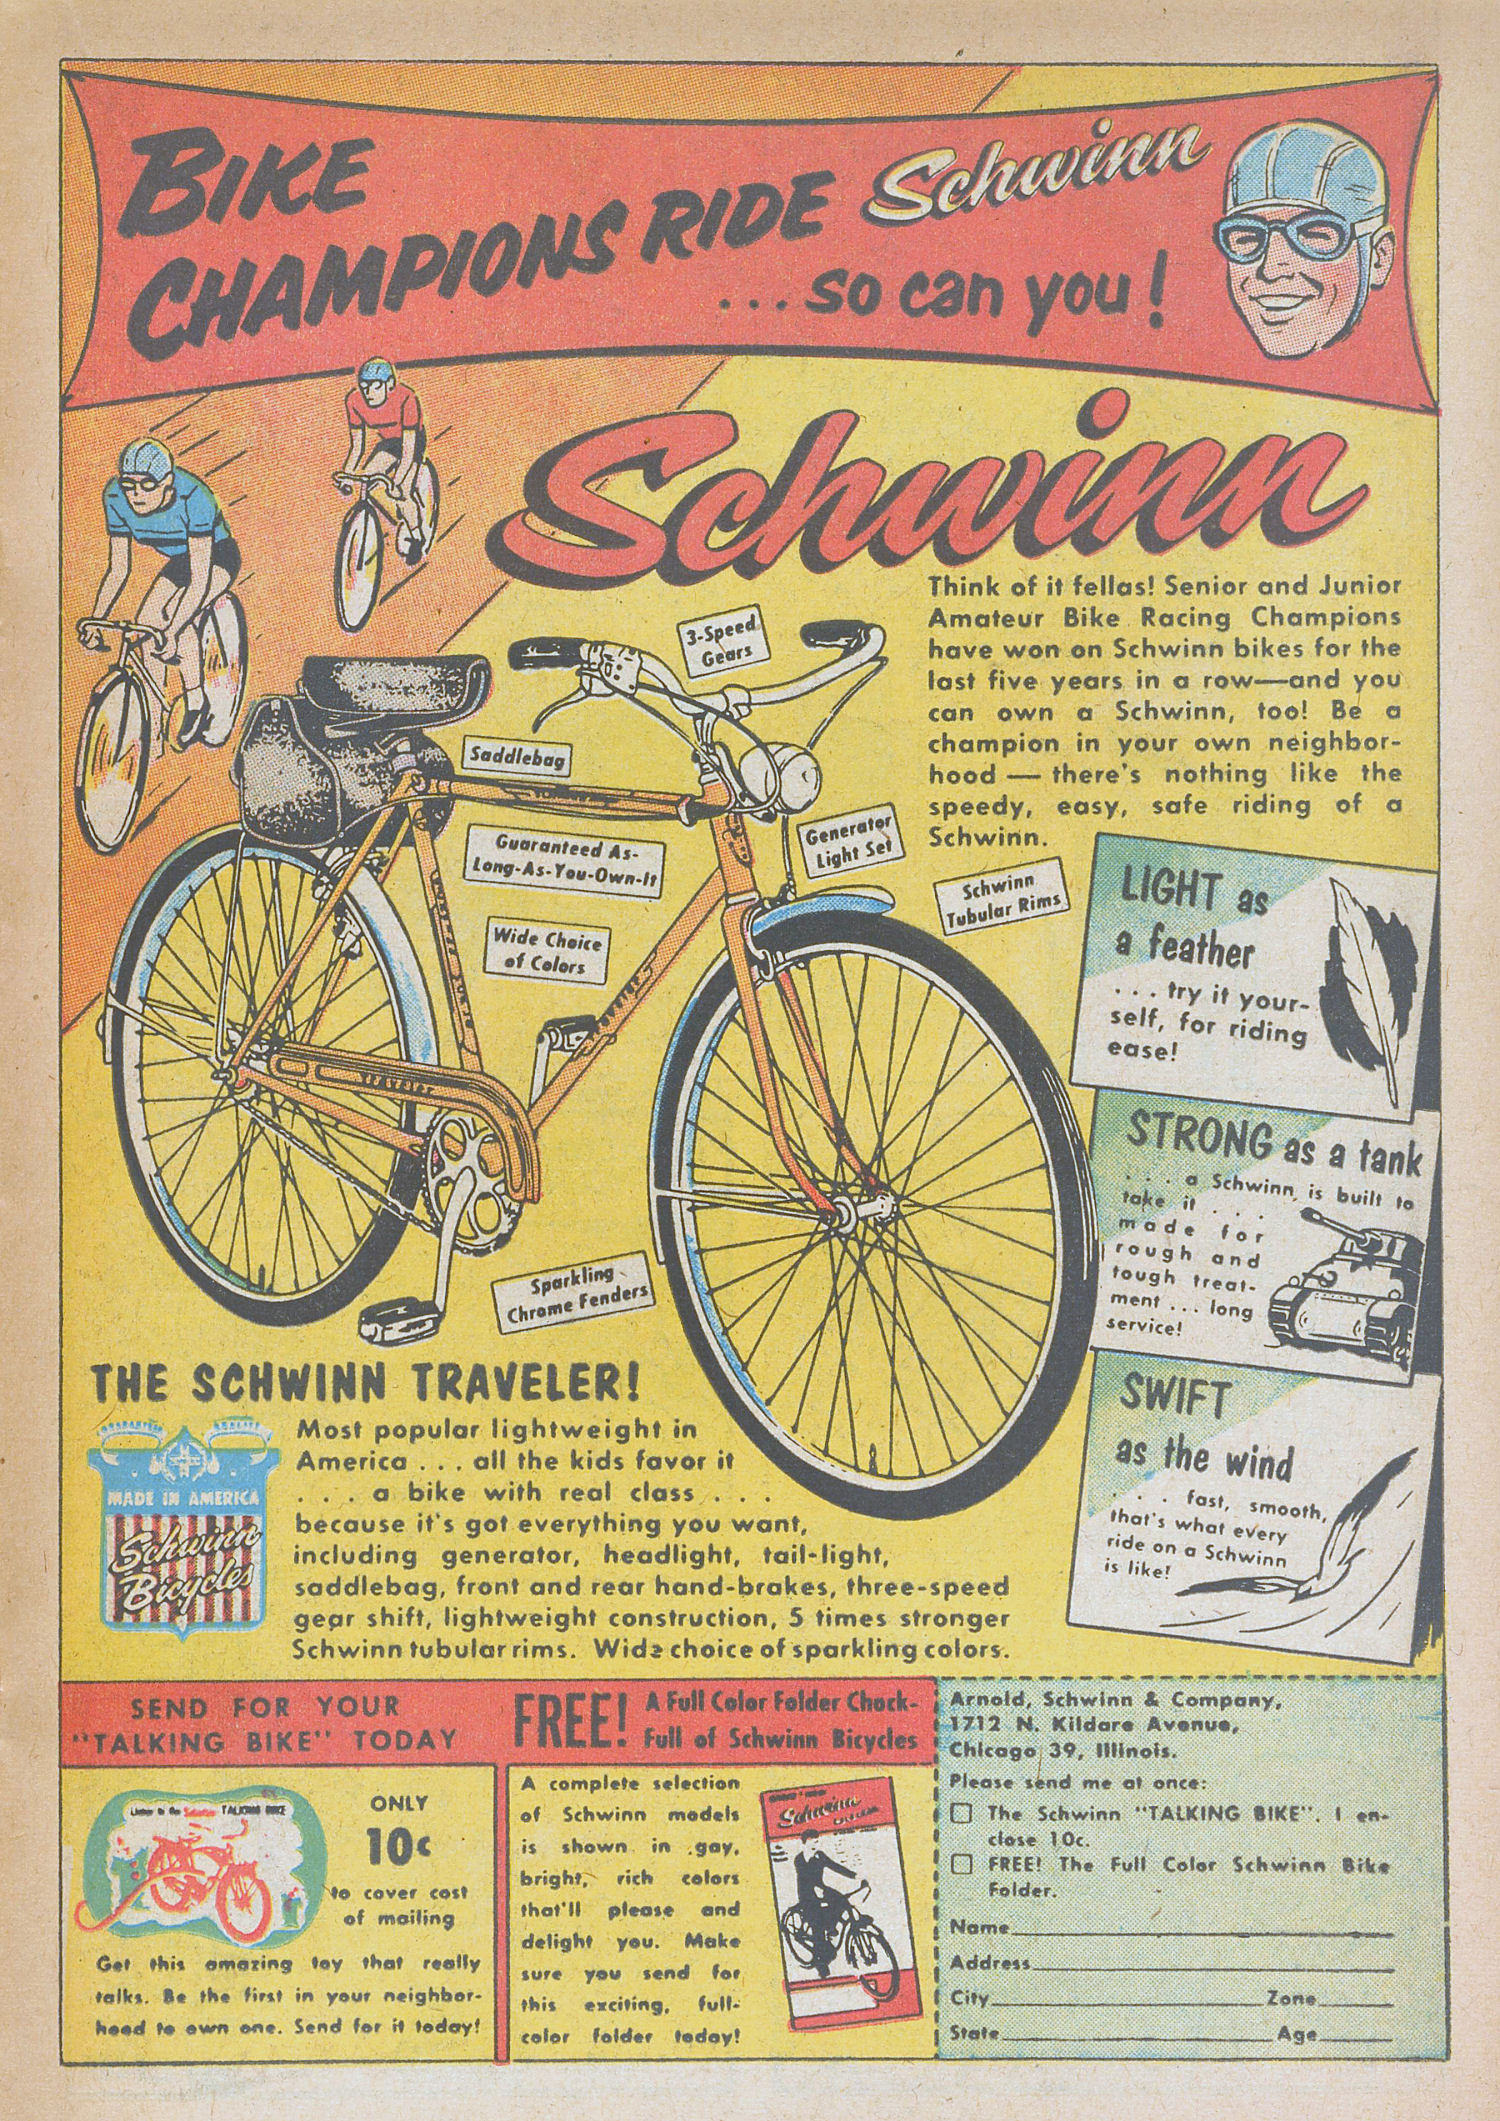 BIKE
CHAMPIONS RIDE Schwinn
...so can you!
Schwinn
Think of it fellas! Senior and Junior
Amateur Bike Racing Champions
have won on Schwinn bikes for the
last five years in a row—and you
can own a Schwinn, too! Be a
champion in your own neighbor-
hood — there's nothing like the
speedy, easy, safe riding of a
Schwinn.
3-Speed
Gears
Saddlebag
Guaranteed As-
Long-As-You-Own-It
Generator
Light Set
Schwinn
Tubular Rims
Wide Choice
of Colors
Sparkling
Chrome Fenders
LIGHT as
a feather
. . . try it your-
self, for riding
ease!
STRONG as a tank
. . . a Schwinn is built to
take it . . .
made for
rough and
tough treat-
ment . . . long
service!
SWIFT
as the wind
. . . fast, smooth,
that's what every
ride on a Schwinn
is like!
THE SCHWINN TRAVELER!
Most popular lightweight in
America . . . all the kids favor it
. . . a bike with real class . . .
because it's got everything you want,
including generator, headlight, tail-light,
saddlebag, front and rear hand-brakes, three-speed
gear shift, lightweight construction, 5 times stronger
Schwinn tubular rims. Wide choice of sparkling colors.
MADE IN AMERICA
Schwinn
Bicycles
SEND FOR YOUR
"TALKING BIKE" TODAY
Listen to the Schwinn TALKING BIKE
ONLY
10c
to cover cost
of mailing
Get this amazing toy that really
talks. Be the first in your neighbor-
hood to own one. Send for it today!
FREE! A Full Color Folder Chock-
Full of Schwinn Bicycles
A complete selection
of Schwinn models
is shown in gay,
bright, rich colors
that'll please and
delight you. Make
sure you send for
this exciting, full-
color folder today!
Schwinn
Arnold, Schwinn & Company,
1712 N. Kildare Avenue,
Chicago 39, Illinois.
Please send me at once:
The Schwinn "TALKING BIKE". I en-
close 10c.
FREE! The Full Color Schwinn Bike
Folder.
Name
Address
City Zone
State Age